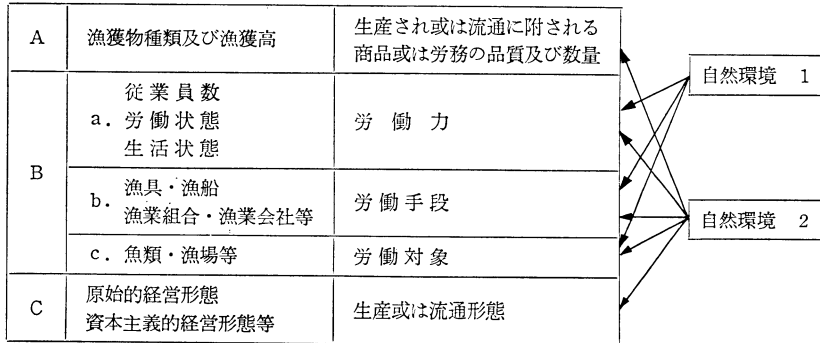 A
漁獲物種類及び漁獲高
生産され或は流通に附される
商品或は労務の品質及び数量
B
a. 従業員数
労働状態
生活状態
労働力
b. 漁具・漁船
漁業組合・漁業会社等
労働手段
c. 魚類・漁場等
労働対象
C
原始的経営形態
資本主義的経営形態等
生産或は流通形態
自然環境 1
自然環境 2